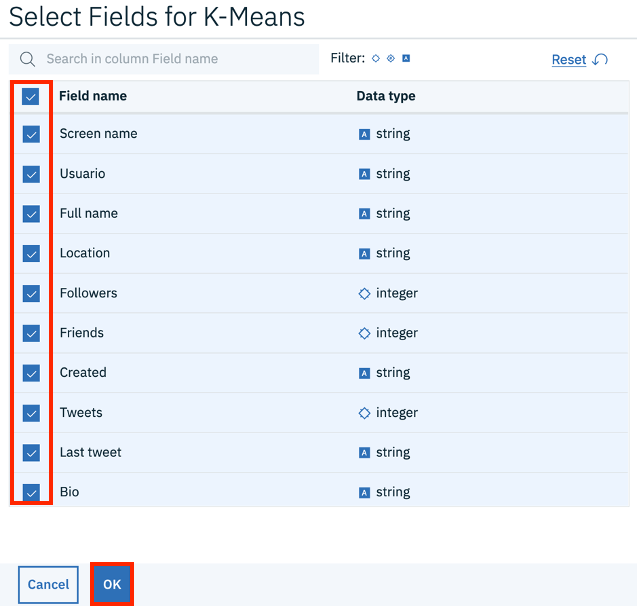 Select Fields for K-Means
Search in column Field name
Filter:
Reset
Field name Data type
Screen name A string
Usuario A string
Full name A string
Location A string
Followers integer
Friends integer
Created A string
Tweets integer
Last tweet A string
Bio A string
Cancel OK